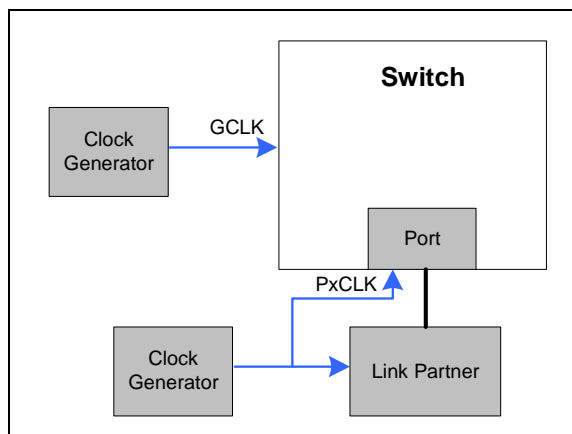 Switch
Clock
Generator
GCLK
Port
PxCLK
Clock
Generator
Link Partner